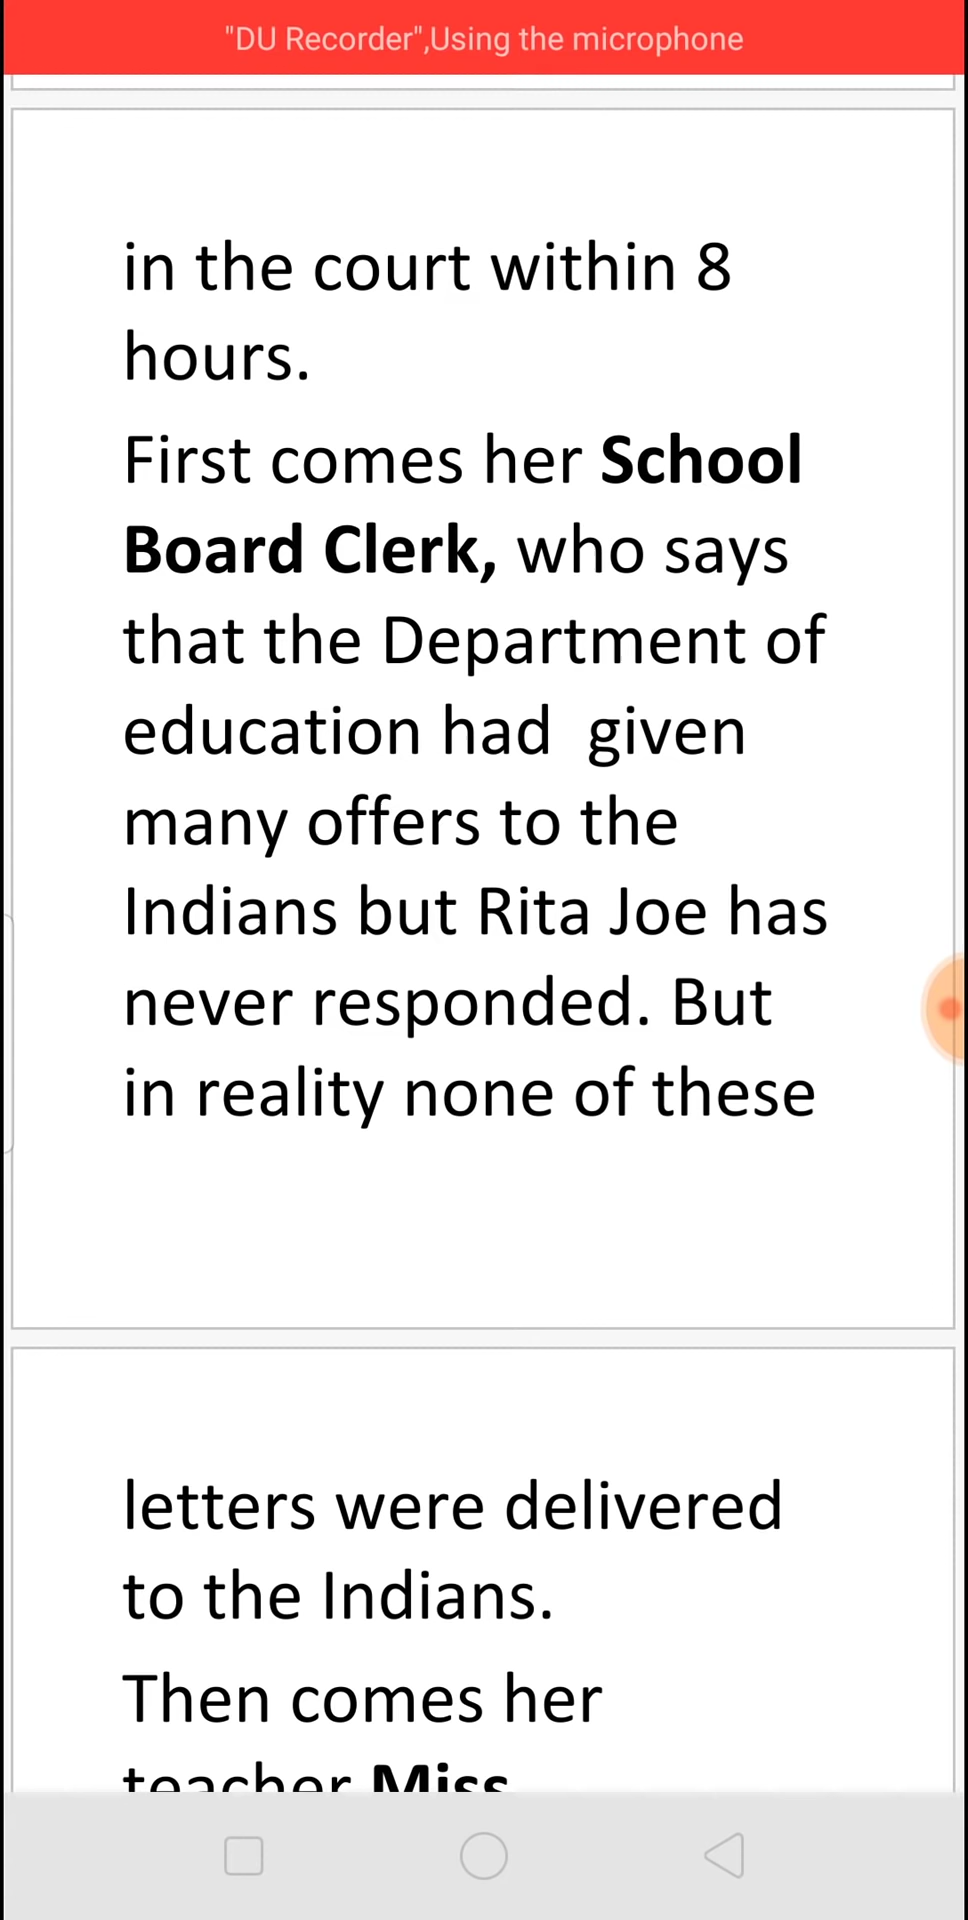 "DU Recorder",Using the microphone
in the court within 8
hours.
First comes her School
Board Clerk, who says
that the Department of
education had  given
many offers to the
Indians but Rita Joe has
never responded. But
in reality none of these
letters were delivered
to the Indians.
Then comes her
teacher Miss